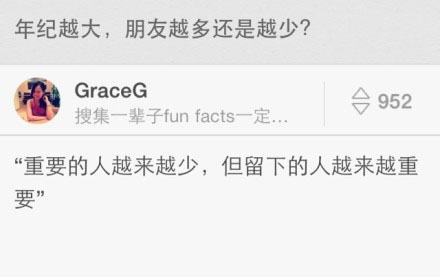 年纪越大，朋友越多还是越少？
GraceG
搜集一辈子fun facts一定…
952
“重要的人越来越少，但留下的人越来越重
要”